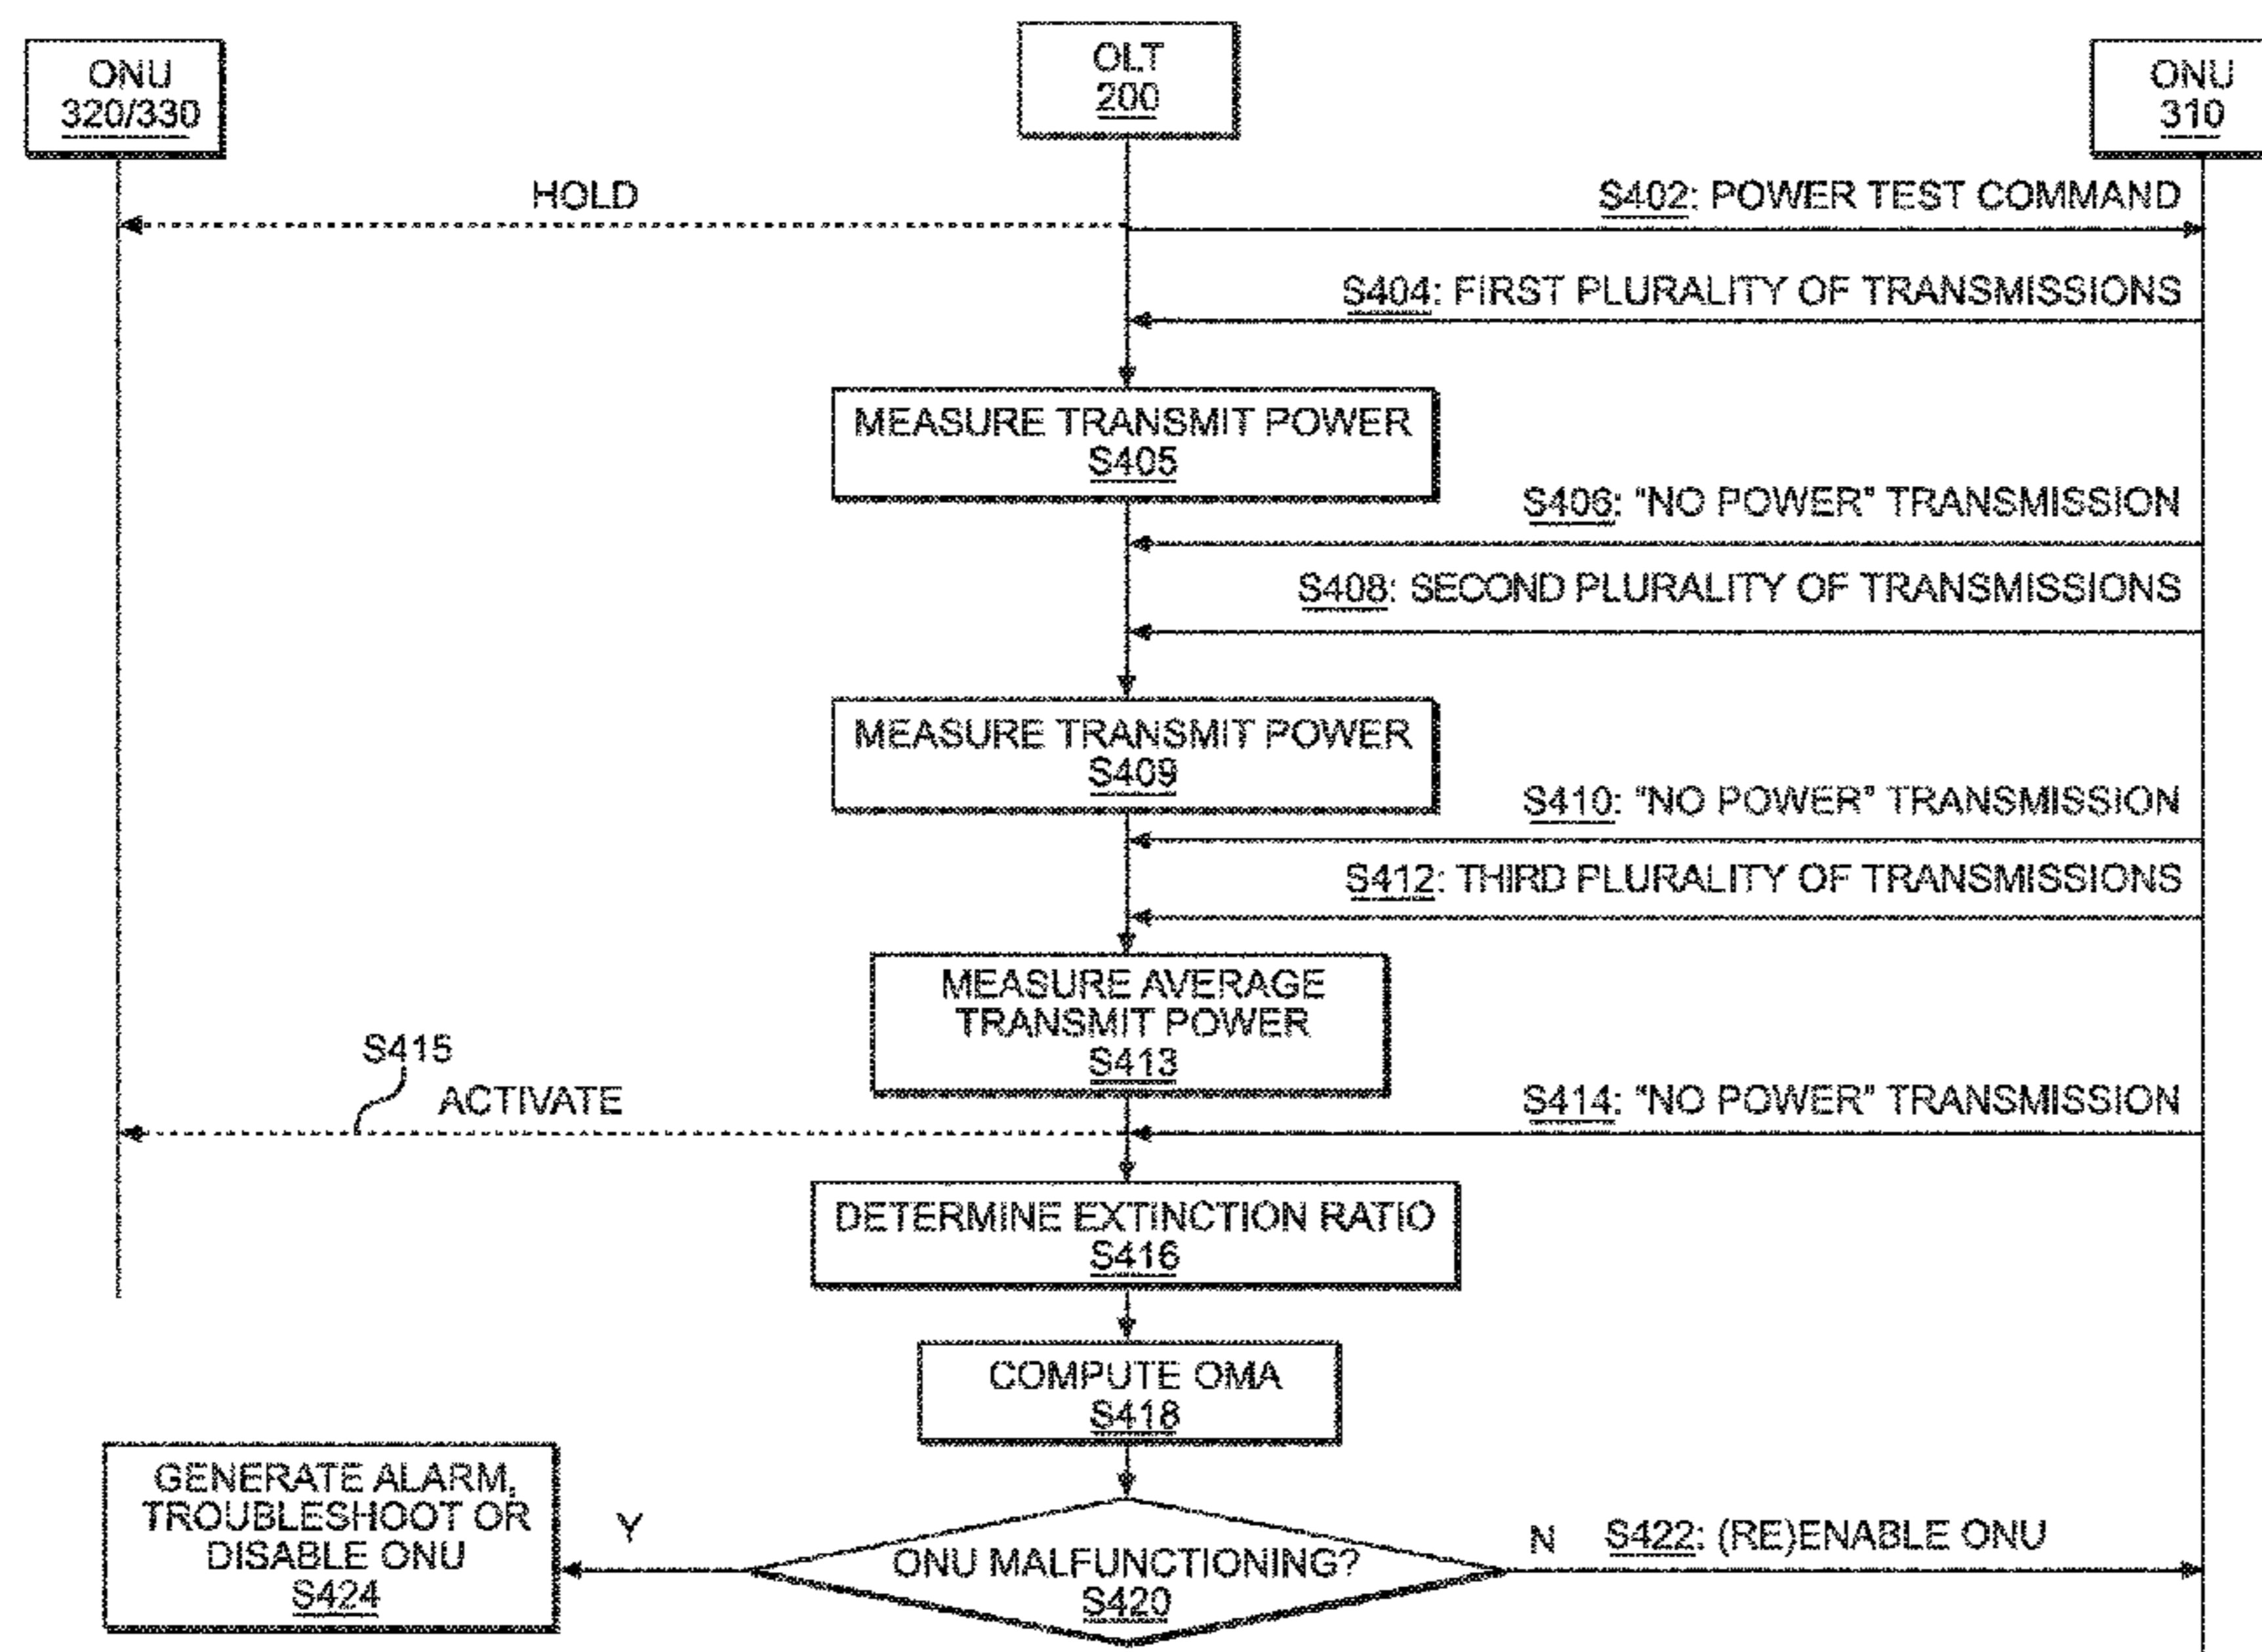 ONU
320/330
OLT
200
ONU
310
HOLD
S402: POWER TEST COMMAND
S404: FIRST PLURALITY OF TRANSMISSIONS
MEASURE TRANSMIT POWER
S405
S406: "NO POWER" TRANSMISSION
S408: SECOND PLURALITY OF TRANSMISSIONS
MEASURE TRANSMIT POWER
S409
S410: "NO POWER" TRANSMISSION
S412: THIRD PLURALITY OF TRANSMISSIONS
MEASURE AVERAGE
TRANSMIT POWER
S413
S415
ACTIVATE
S414: "NO POWER" TRANSMISSION
DETERMINE EXTINCTION RATIO
S416
COMPUTE OMA
S418
GENERATE ALARM,
TROUBLESHOOT OR
DISABLE ONU
S424
Y
ONU MALFUNCTIONING?
S420
N
S422: (RE)ENABLE ONU